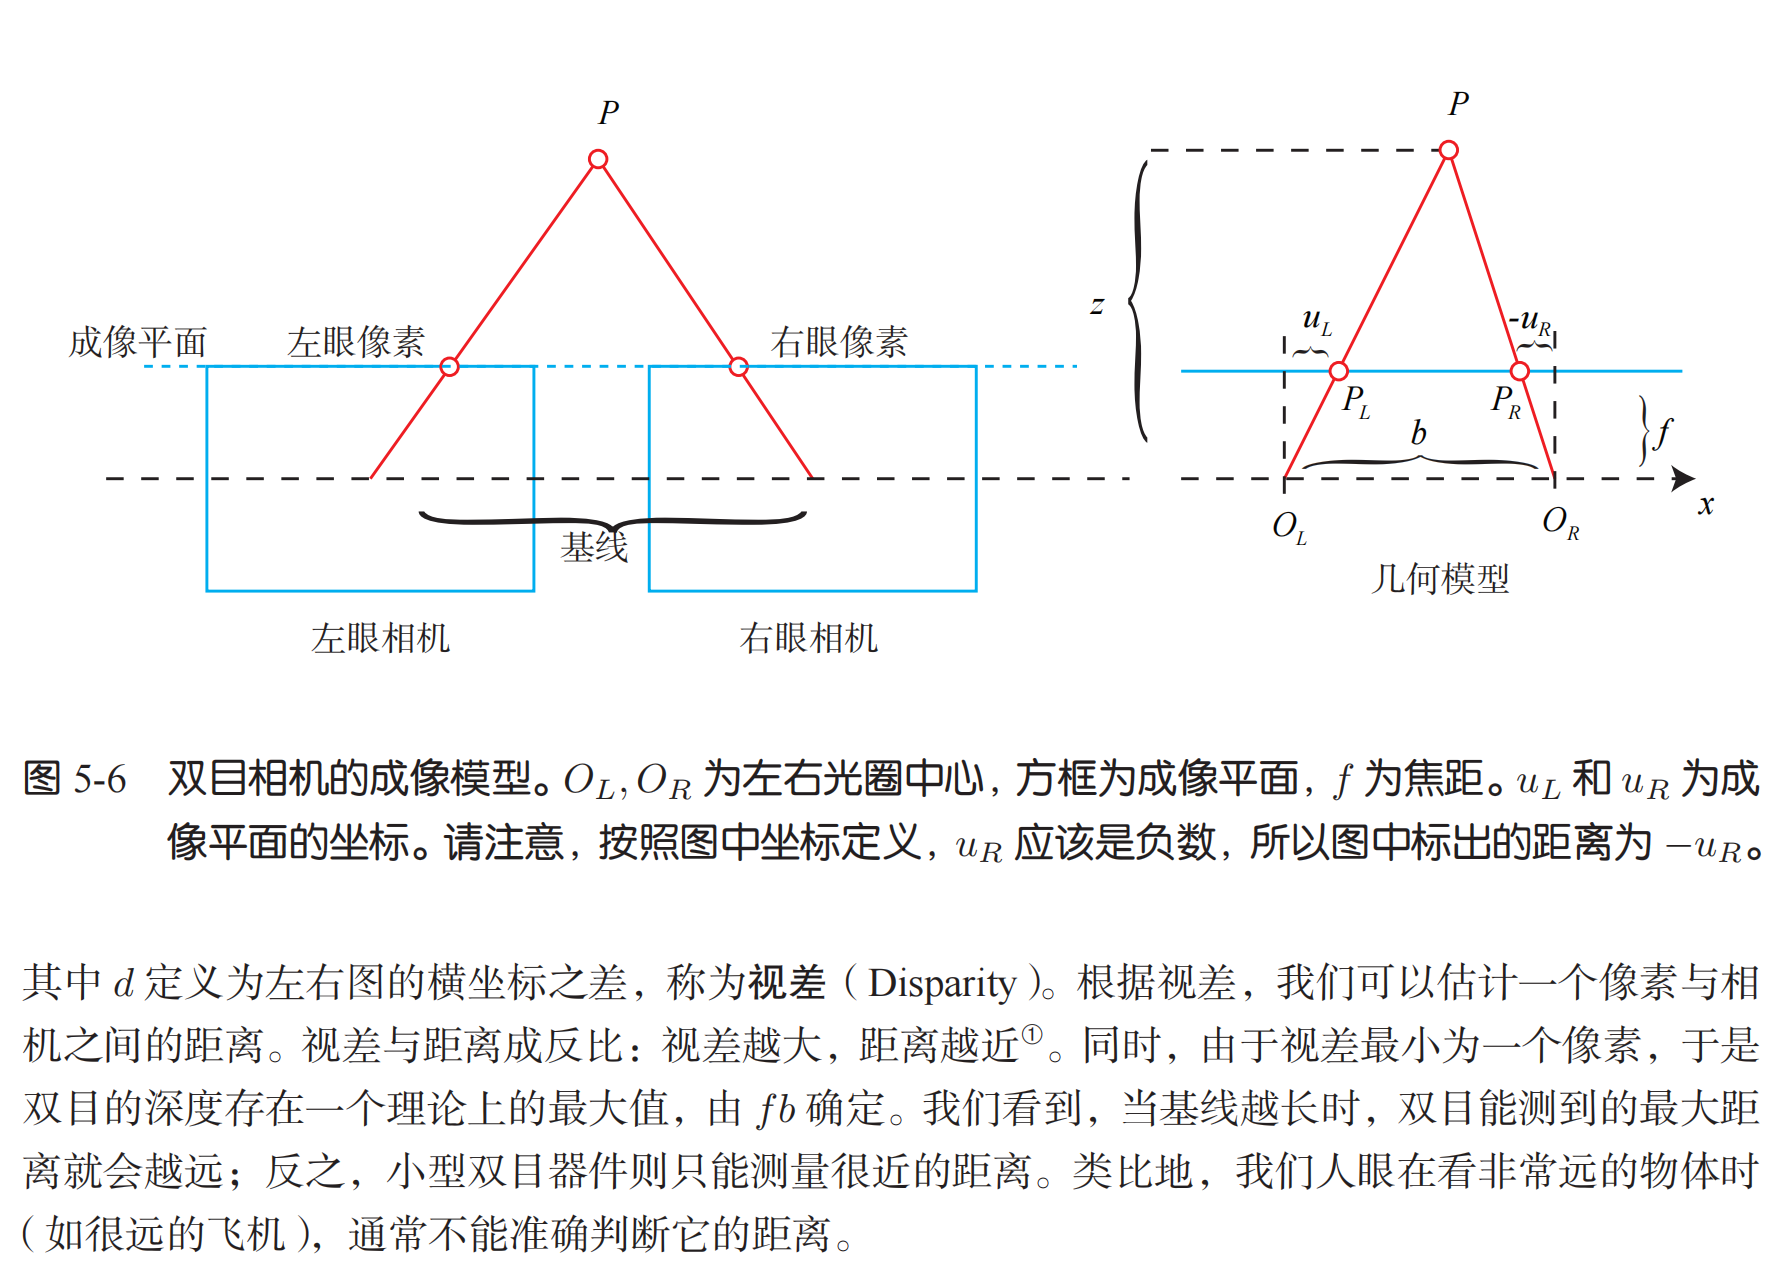 P
成像平面
左眼像素
右眼像素
基线
左眼相机
右眼相机
P
z
u_L
-u_R
P_L
P_R
b
f
x
O_L
O_R
几何模型
图 5-6 双目相机的成像模型。O_L, O_R 为左右光圈中心，方框为成像平面，f 为焦距。u_L 和 u_R 为成
像平面的坐标。请注意，按照图中坐标定义，u_R 应该是负数，所以图中标出的距离为 −u_R。
其中 d 定义为左右图的横坐标之差，称为视差（Disparity）。根据视差，我们可以估计一个像素与相
机之间的距离。视差与距离成反比：视差越大，距离越近①。同时，由于视差最小为一个像素，于是
双目的深度存在一个理论上的最大值，由 fb 确定。我们看到，当基线越长时，双目能测到的最大距
离就会越远；反之，小型双目器件则只能测量很近的距离。类比地，我们人眼在看非常远的物体时
（如很远的飞机），通常不能准确判断它的距离。